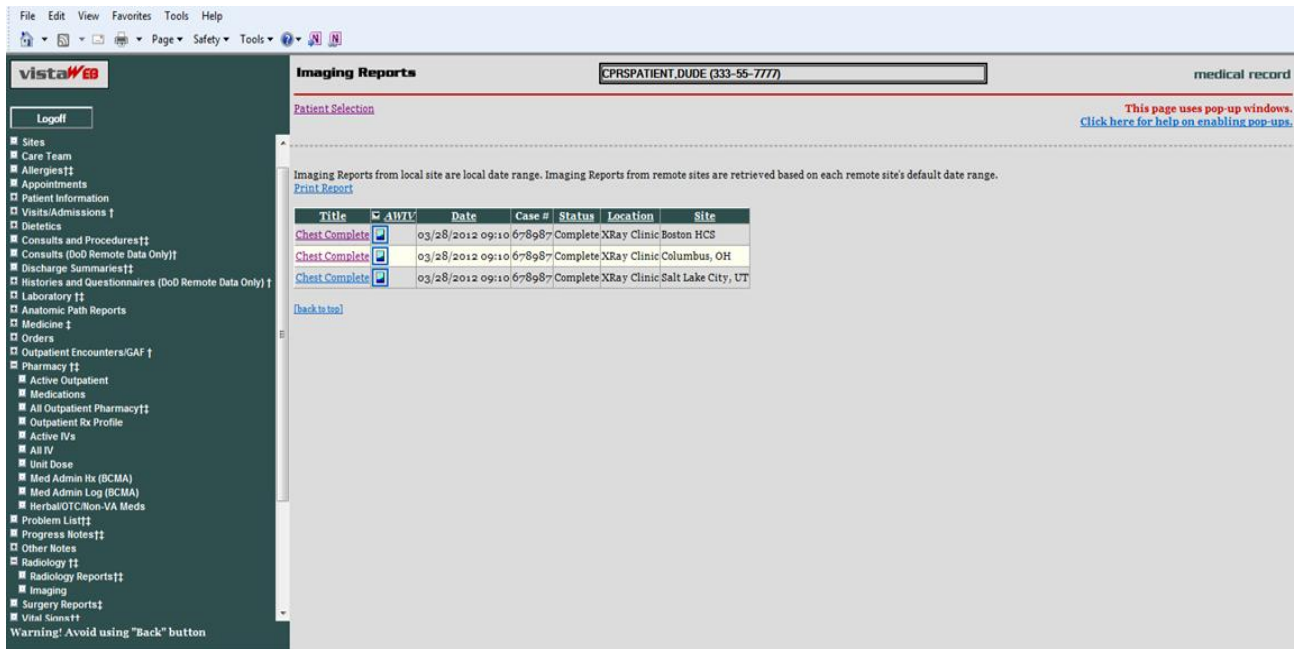 File Edit View Favorites Tools Help
Page Safety Tools
vistaWEB
Logoff
Sites
Care Team
Allergies†‡
Appointments
Patient Information
Visits/Admissions †
Dietetics
Consults and Procedures†‡
Consults (DoD Remote Data Only)†
Discharge Summaries†‡
Histories and Questionnaires (DoD Remote Data Only) †
Laboratory †‡
Anatomic Path Reports
Medicine ‡
Orders
Outpatient Encounters/GAF †
Pharmacy †‡
Active Outpatient
Medications
All Outpatient Pharmacy†‡
Outpatient Rx Profile
Active IVs
All IV
Unit Dose
Med Admin Hx (BCMA)
Med Admin Log (BCMA)
Herbal/OTC/Non-VA Meds
Problem List†‡
Progress Notes†‡
Other Notes
Radiology †‡
Radiology Reports†‡
Imaging
Surgery Reports‡
Vital Signs††
Warning! Avoid using "Back" button
Imaging Reports CPRSPATIENT,DUDE (333-55-7777) medical record
Patient Selection
This page uses pop-up windows.
Click here for help on enabling pop-ups.
Imaging Reports from local site are local date range. Imaging Reports from remote sites are retrieved based on each remote site's default date range.
Print Report
Title AWIV Date Case # Status Location Site
Chest Complete 03/28/2012 09:10 678987 Complete XRay Clinic Boston HCS
Chest Complete 03/28/2012 09:10 678987 Complete XRay Clinic Columbus, OH
Chest Complete 03/28/2012 09:10 678987 Complete XRay Clinic Salt Lake City, UT
[back to top]